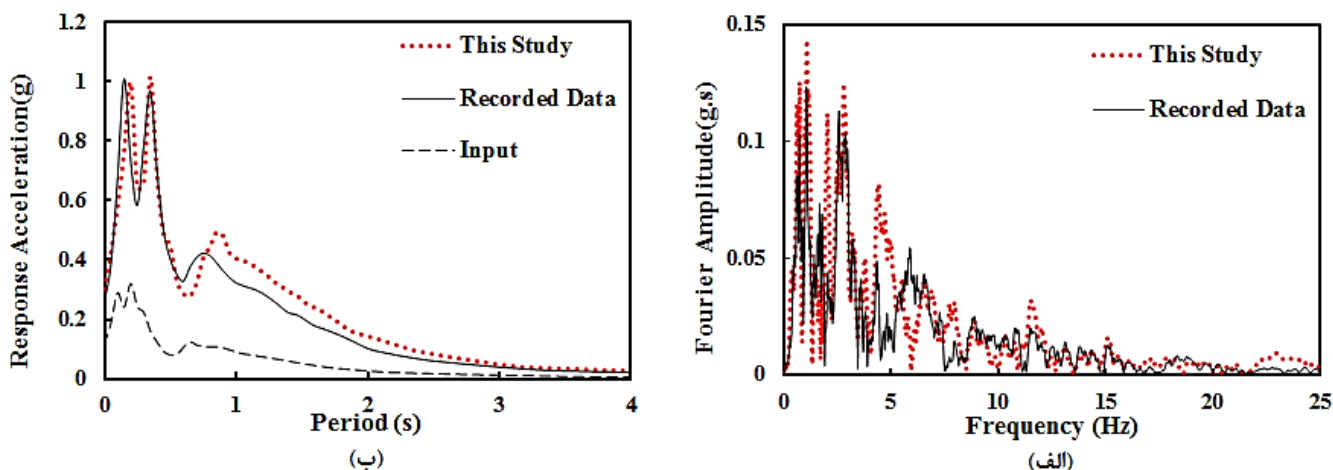 Response Acceleration(g)
1.2
1
0.8
0.6
0.4
0.2
0
This Study
Recorded Data
Input
0
1
2
3
4
Period (s)
(ب)
Fourier Amplitude(g.s)
0.15
0.1
0.05
0
This Study
Recorded Data
0
5
10
15
20
25
Frequency (Hz)
(الف)